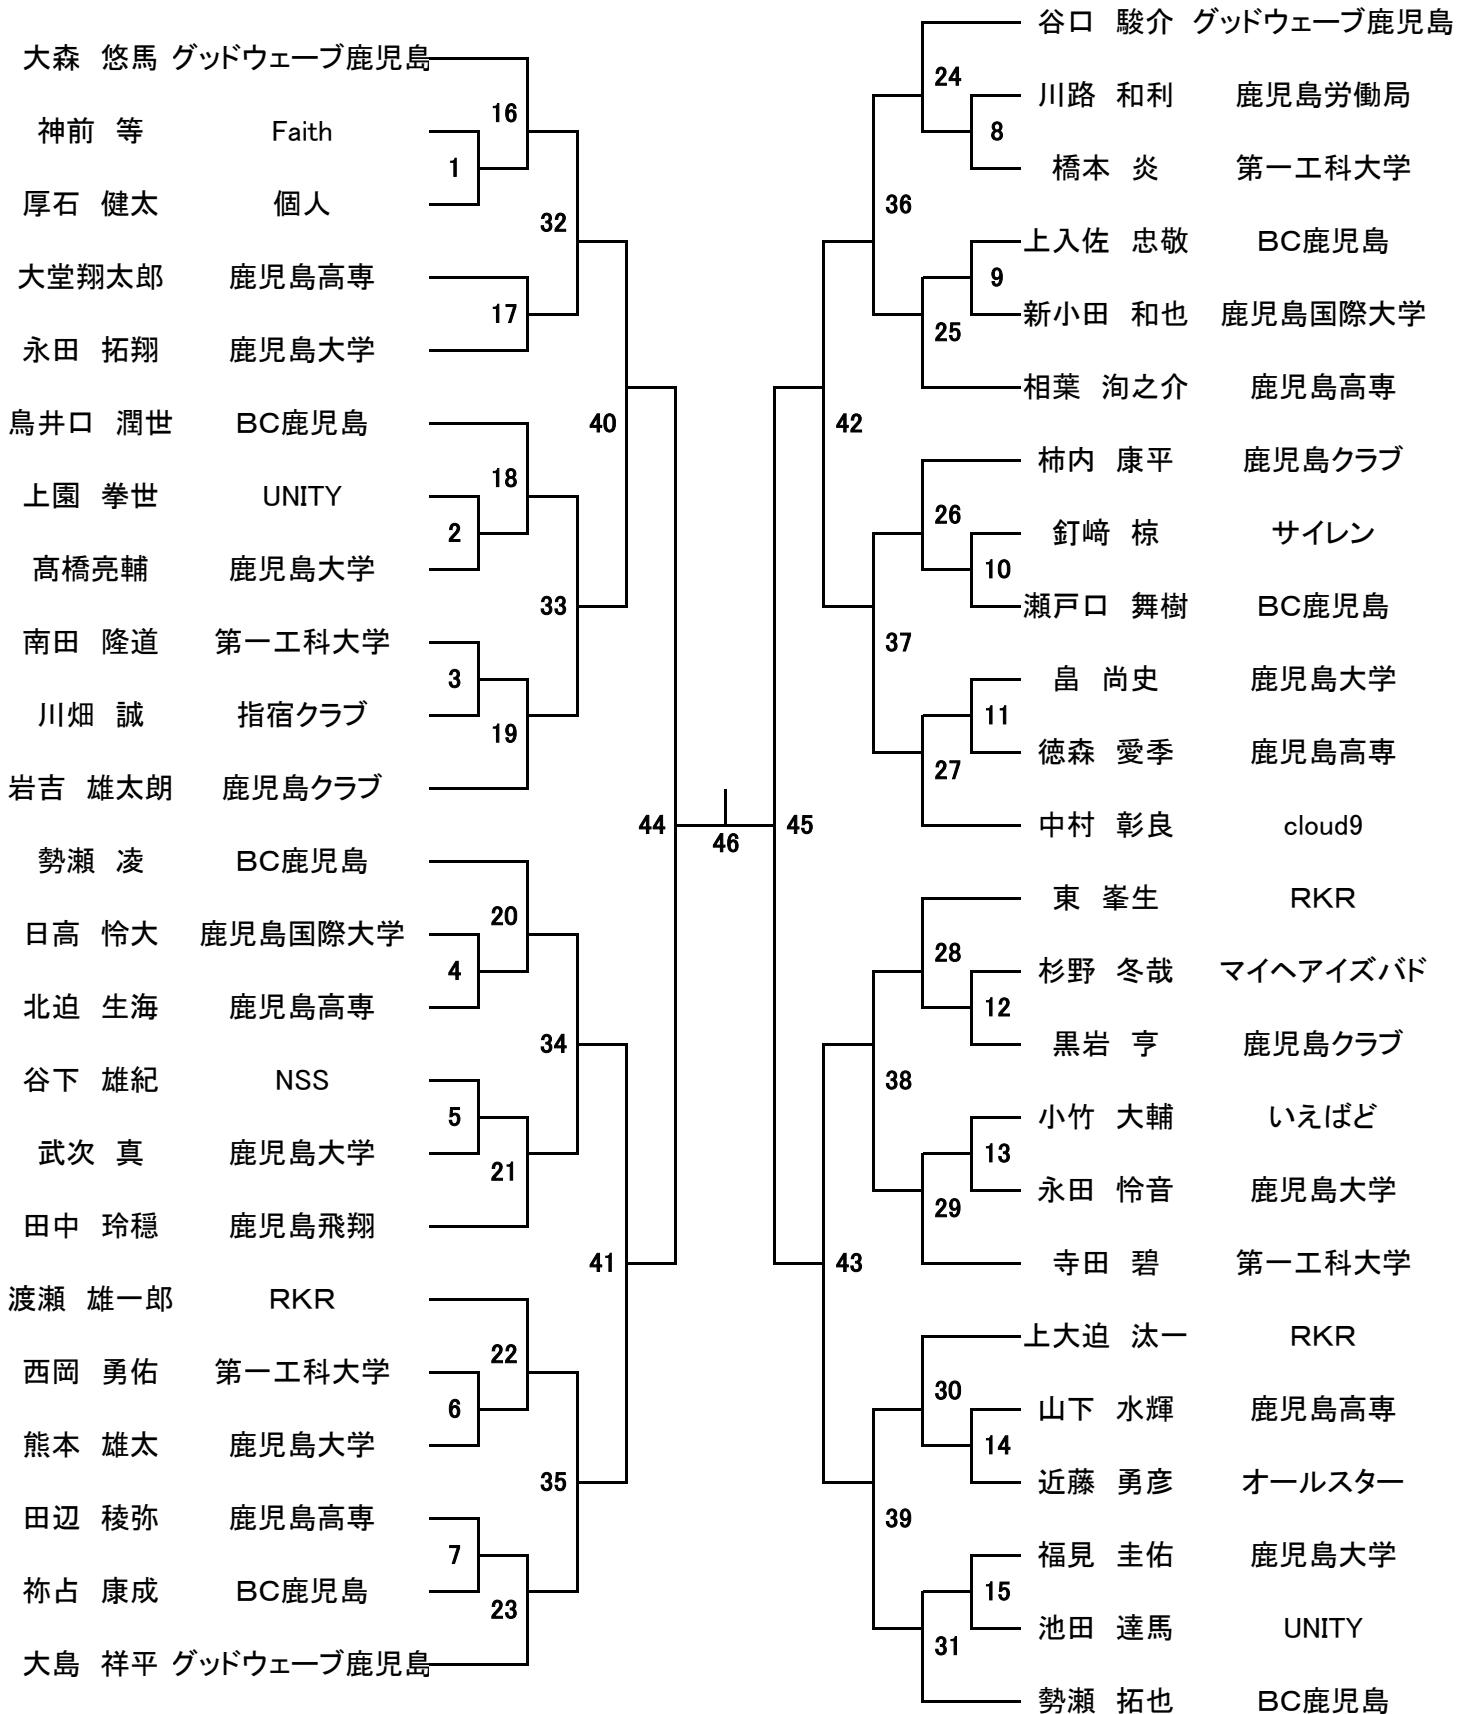 大森 悠馬 グッドウェーブ鹿児島
神前 等 Faith
厚石 健太 個人
大堂翔太郎 鹿児島高専
永田 拓翔 鹿児島大学
鳥井口 潤世 BC鹿児島
上園 拳世 UNITY
髙橋亮輔 鹿児島大学
南田 隆道 第一工科大学
川畑 誠 指宿クラブ
岩吉 雄太朗 鹿児島クラブ
勢瀬 凌 BC鹿児島
日高 怜大 鹿児島国際大学
北迫 生海 鹿児島高専
谷下 雄紀 NSS
武次 真 鹿児島大学
田中 玲穏 鹿児島飛翔
渡瀬 雄一郎 RKR
西岡 勇佑 第一工科大学
熊本 雄太 鹿児島大学
田辺 稜弥 鹿児島高専
祢占 康成 BC鹿児島
大島 祥平 グッドウェーブ鹿児島
1
2
3
4
5
6
7
16
17
18
19
20
21
22
23
32
33
34
35
40
41
44
46
45
42
43
36
37
38
39
24
25
26
27
28
29
30
31
8
9
10
11
12
13
14
15
谷口 駿介 グッドウェーブ鹿児島
川路 和利 鹿児島労働局
橋本 炎 第一工科大学
上入佐 忠敬 BC鹿児島
新小田 和也 鹿児島国際大学
相葉 洵之介 鹿児島高専
柿内 康平 鹿児島クラブ
釘﨑 椋 サイレン
瀬戸口 舞樹 BC鹿児島
畠 尚史 鹿児島大学
徳森 愛季 鹿児島高専
中村 彰良 cloud9
東 峯生 RKR
杉野 冬哉 マイヘアイズバド
黒岩 亨 鹿児島クラブ
小竹 大輔 いえばど
永田 怜音 鹿児島大学
寺田 碧 第一工科大学
上大迫 汰一 RKR
山下 水輝 鹿児島高専
近藤 勇彦 オールスター
福見 圭佑 鹿児島大学
池田 達馬 UNITY
勢瀬 拓也 BC鹿児島